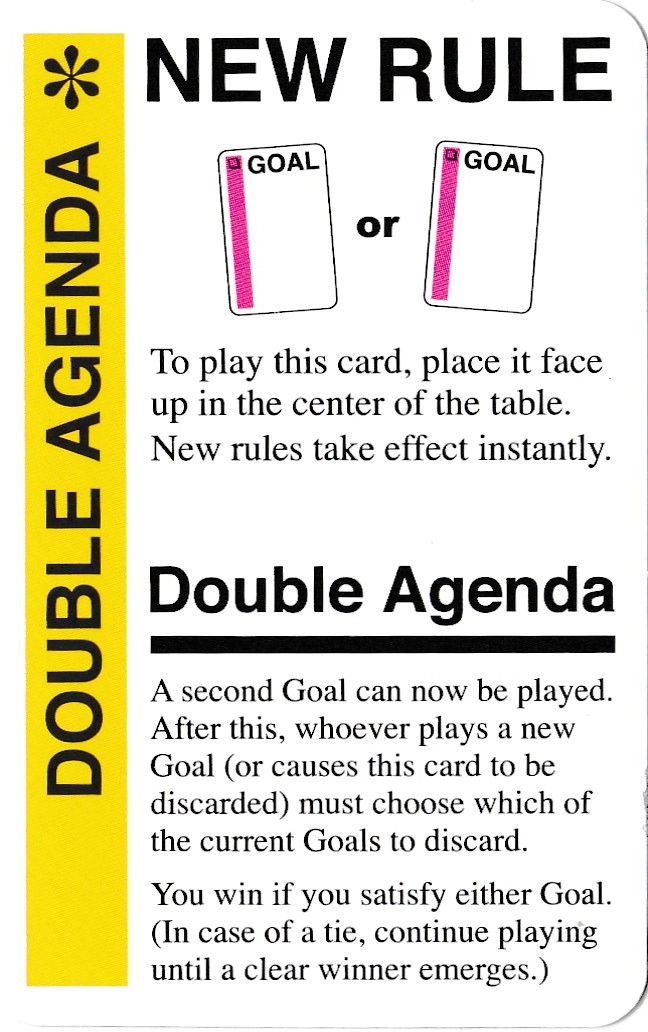 DOUBLE AGENDA *
NEW RULE
GOAL
or
GOAL
To play this card, place it face
up in the center of the table.
New rules take effect instantly.
Double Agenda
A second Goal can now be played.
After this, whoever plays a new
Goal (or causes this card to be
discarded) must choose which of
the current Goals to discard.
You win if you satisfy either Goal.
(In case of a tie, continue playing
until a clear winner emerges.)